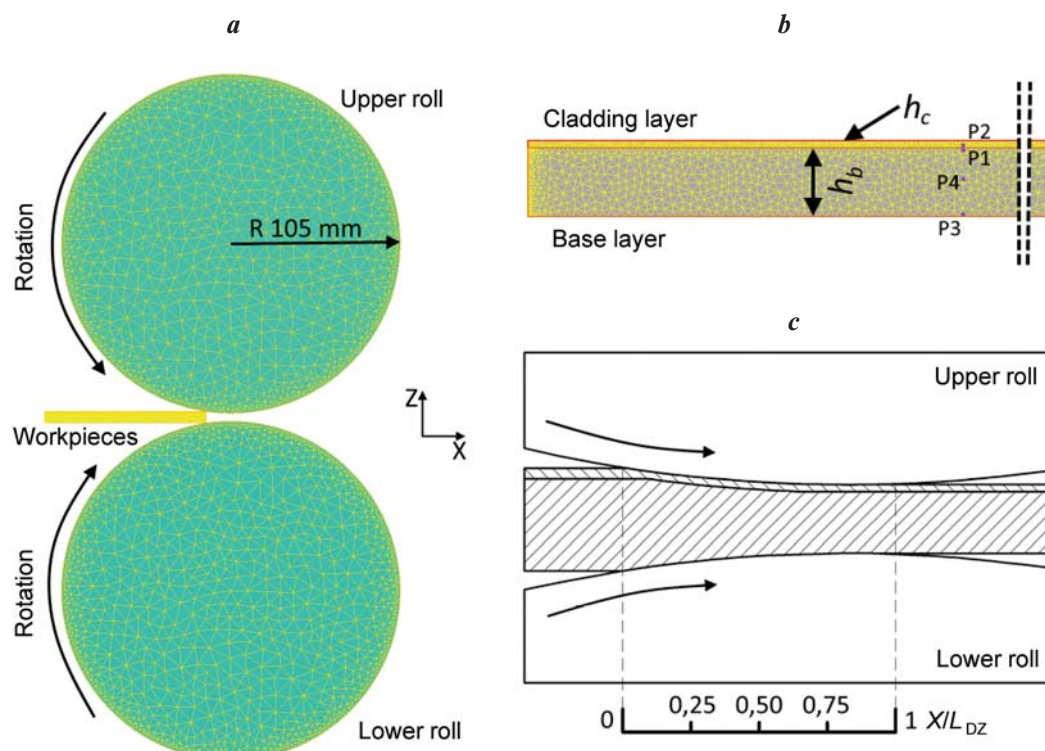 a
Upper roll
Rotation
R 105 mm
Workpieces
Z
X
Rotation
Lower roll
b
Cladding layer
h_c
P2
P1
h_b
P4
P3
Base layer
c
Upper roll
Lower roll
0 0,25 0,50 0,75 1 X/L_DZ